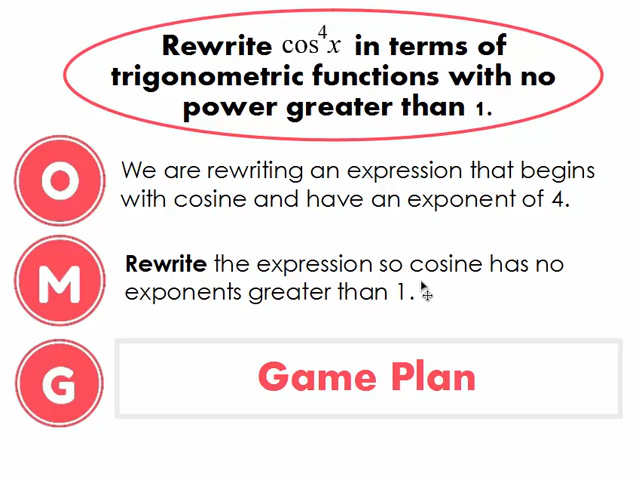 Rewrite cos⁴x in terms of
trigonometric functions with no
power greater than 1.
O
We are rewriting an expression that begins
with cosine and have an exponent of 4.
M
Rewrite the expression so cosine has no
exponents greater than 1.
G
Game Plan